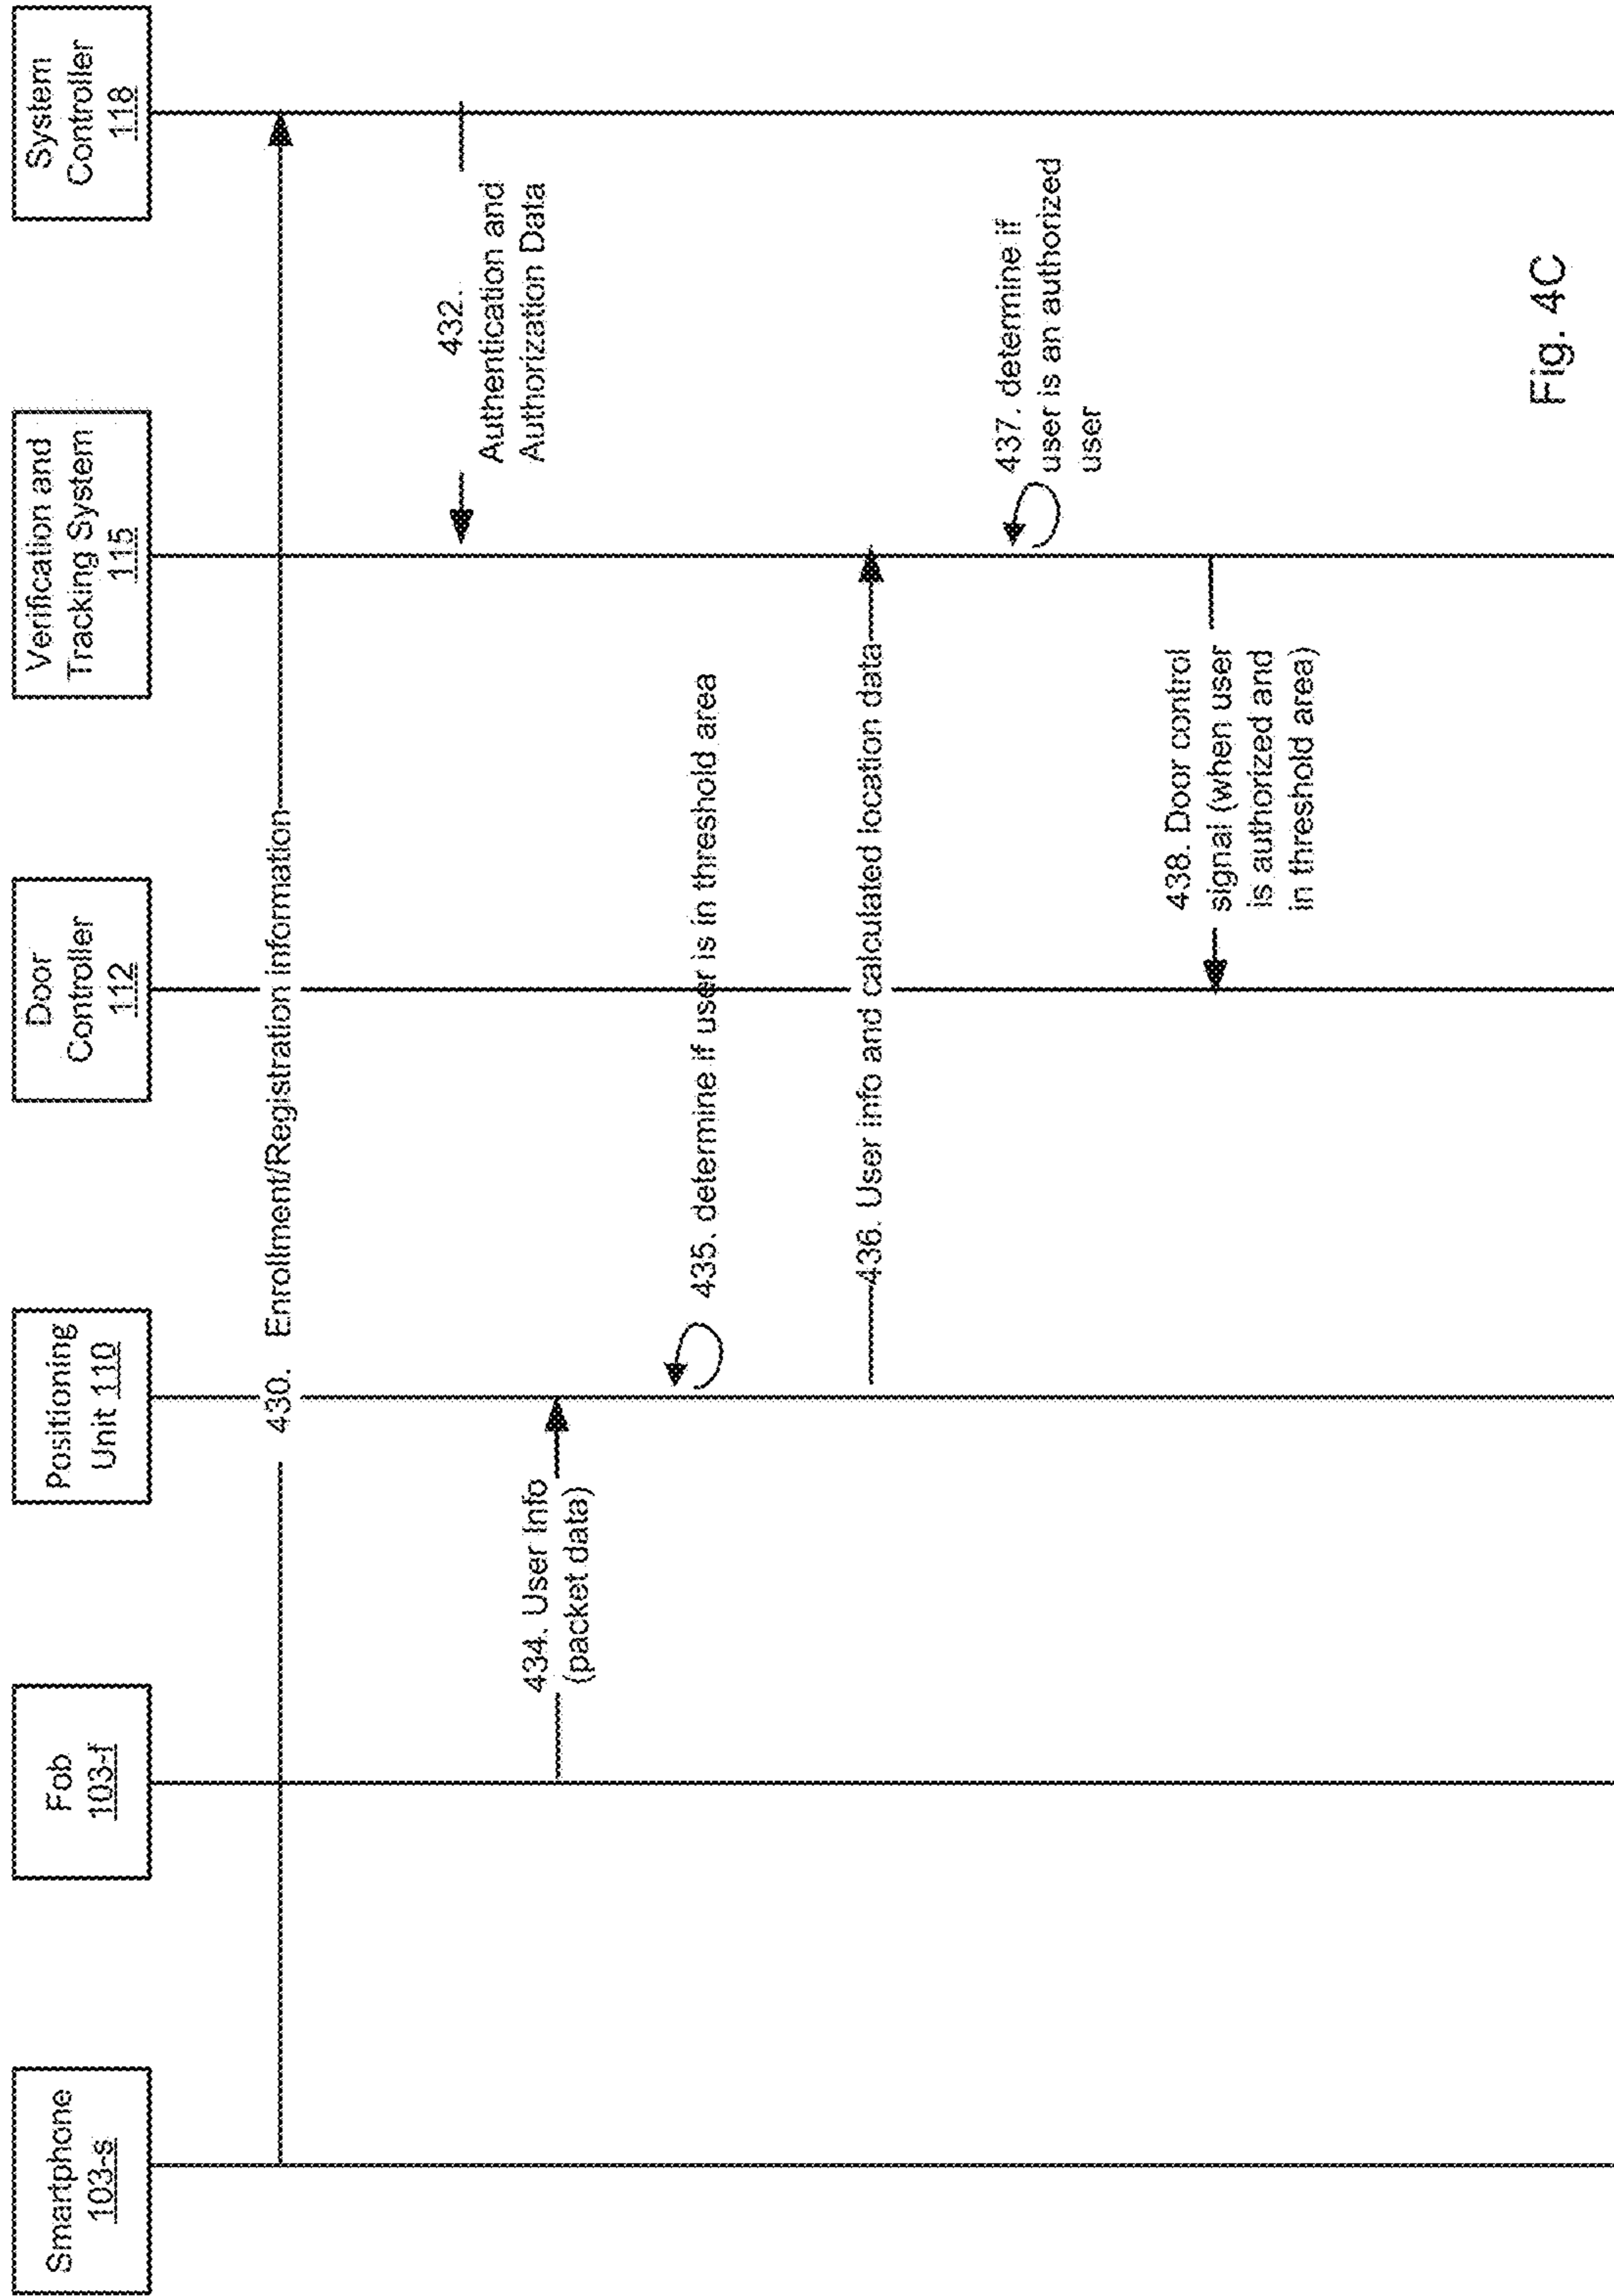 Smartphone
103-s
Fob
103-f
Positioning
Unit 110
Door
Controller
112
Verification and
Tracking System
115
System
Controller
118
430. Enrollment/Registration information
432.
Authentication and
Authorization Data
434. User Info
(packet data)
435. determine if user is in threshold area
436. User info and calculated location data
437. determine if
user is an authorized
user
438. Door control
signal (when user
is authorized and
in threshold area)
Fig. 4C